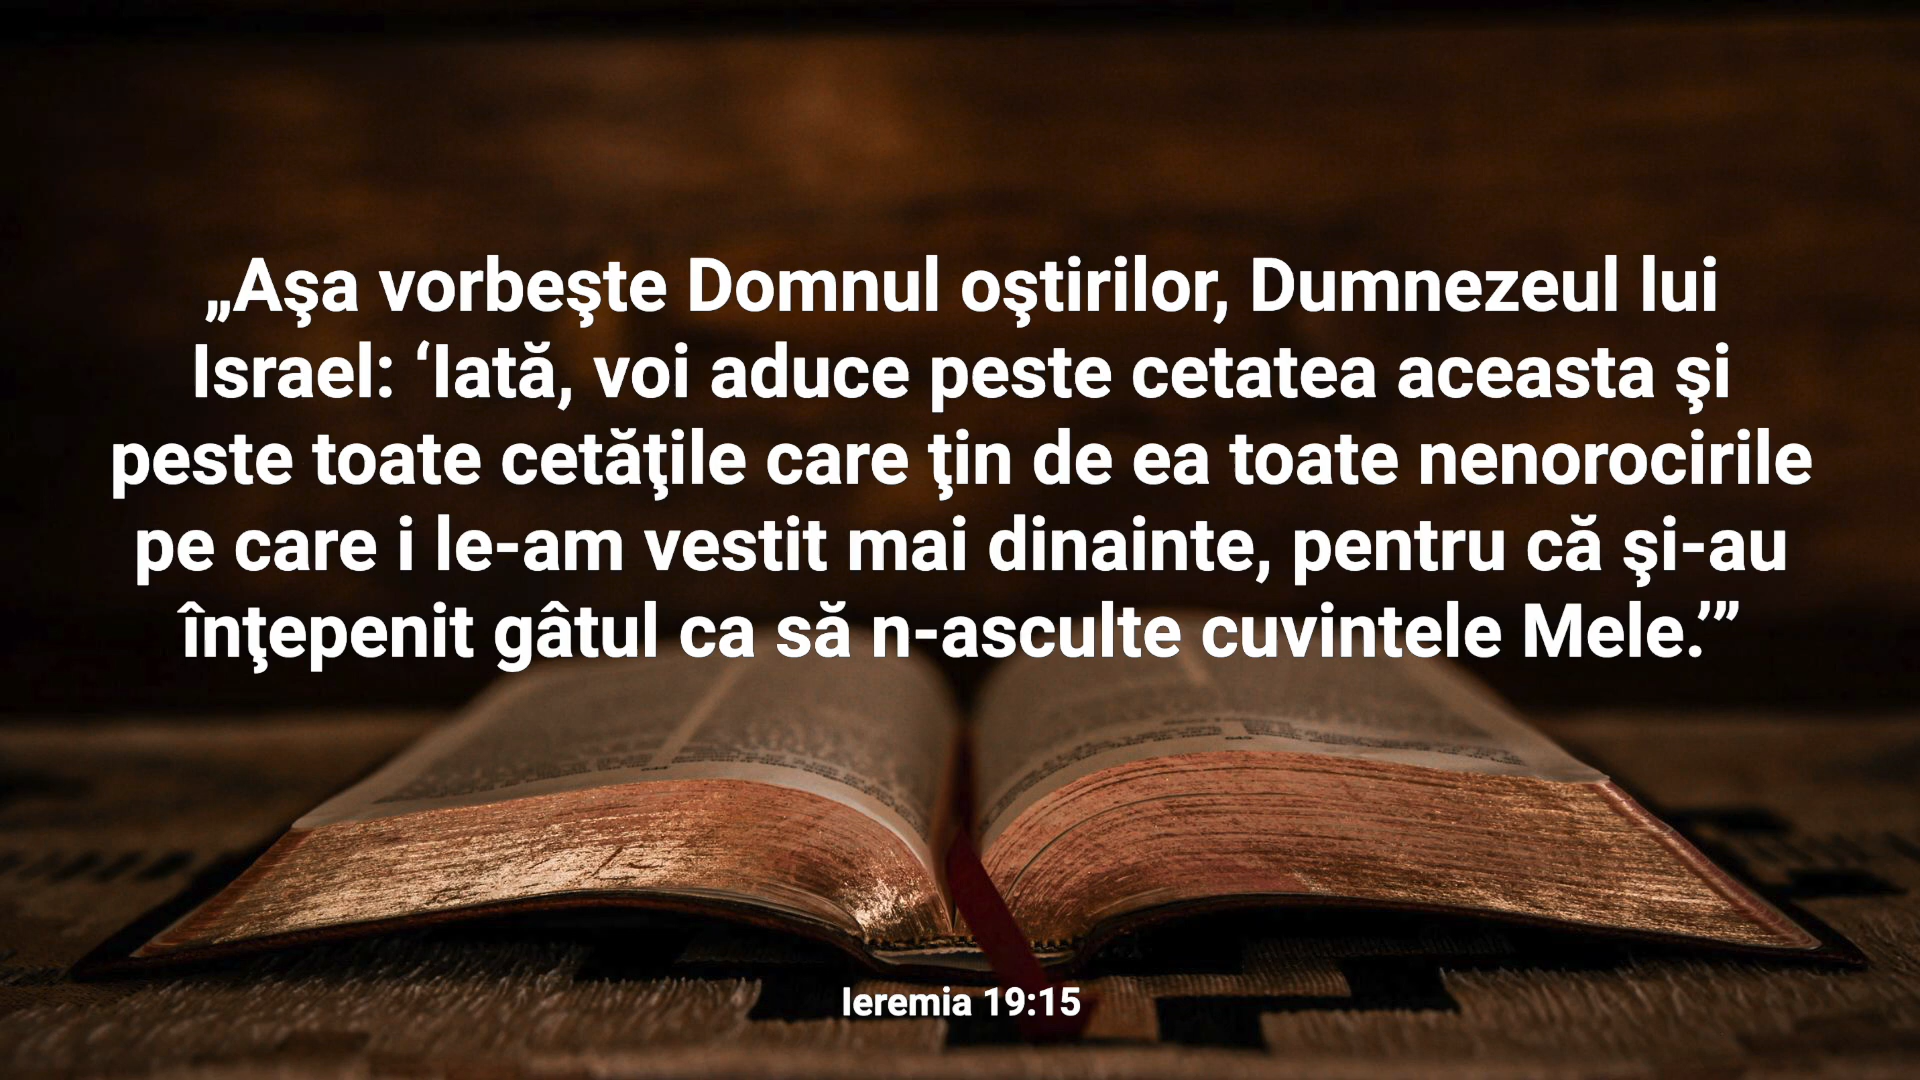 „Aşa vorbeşte Domnul oştirilor, Dumnezeul lui
Israel: ‘Iată, voi aduce peste cetatea aceasta şi
peste toate cetăţile care ţin de ea toate nenorocirile
pe care i le-am vestit mai dinainte, pentru că şi-au
înţepenit gâtul ca să n-asculte cuvintele Mele.’”
Ieremia 19:15